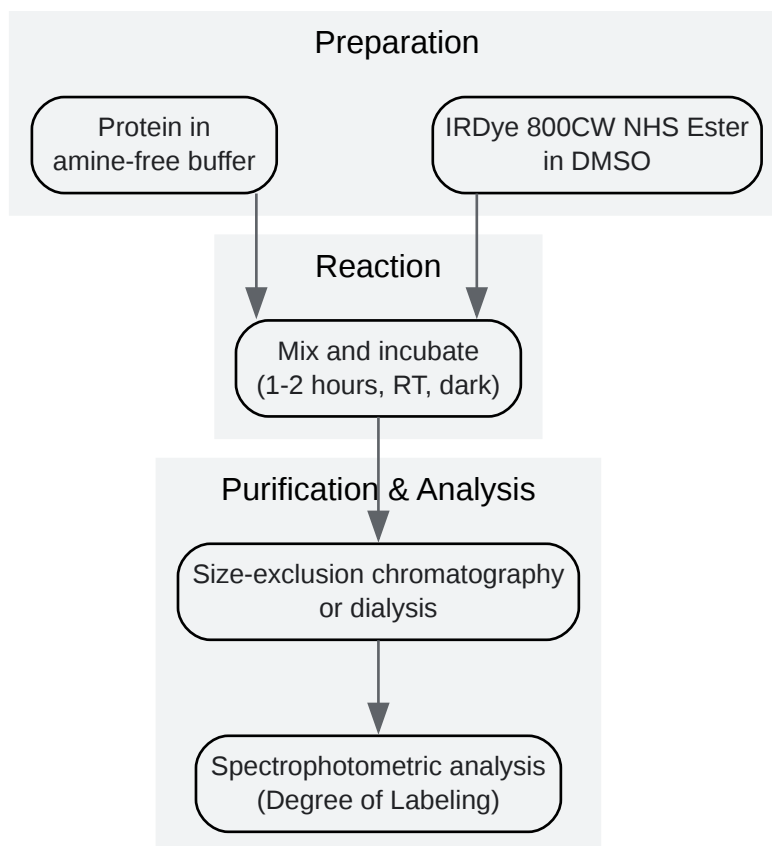 Preparation
Protein in
amine-free buffer
IRDye 800CW NHS Ester
in DMSO
Reaction
Mix and incubate
(1-2 hours, RT, dark)
Purification & Analysis
Size-exclusion chromatography
or dialysis
Spectrophotometric analysis
(Degree of Labeling)